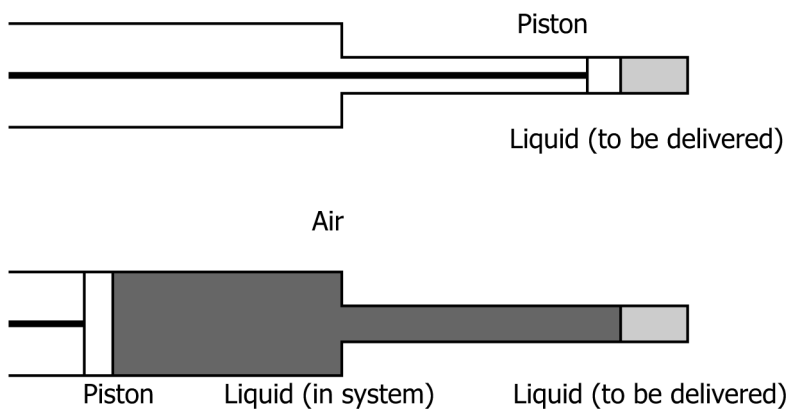 Piston
Liquid (to be delivered)
Air
Piston
Liquid (in system)
Liquid (to be delivered)